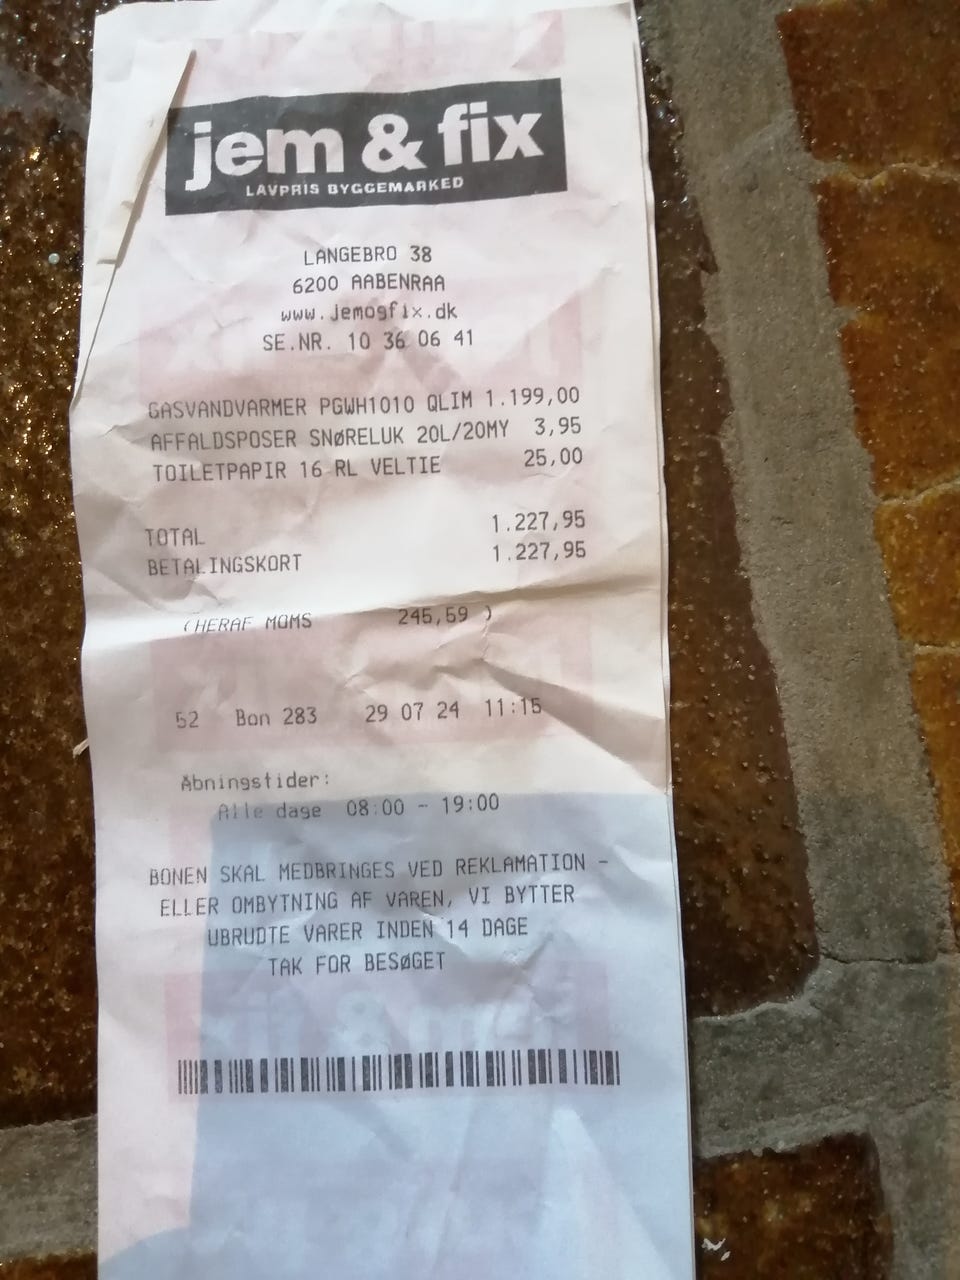 jem & fix
LAVPRIS BYGGEMARKED
LANGEBRO 38
6200 AABENRAA
www.jemogfix.dk
SE.NR. 10 36 06 41
GASVANDVARMER PGWH1010 QLIM 1.199,00
AFFALDSPOSER SNØRELUK 20L/20MY 3,95
TOILETPAPIR 16 RL VELTIE 25,00
TOTAL 1.227,95
BETALINGSKORT 1.227,95
(HERAF MOMS 245,59 )
52 Bon 283 29 07 24 11:15
Åbningstider:
Alle dage 08:00 - 19:00
BONEN SKAL MEDBRINGES VED REKLAMATION -
ELLER OMBYTNING AF VAREN, VI BYTTER
UBRUDTE VARER INDEN 14 DAGE
TAK FOR BESØGET